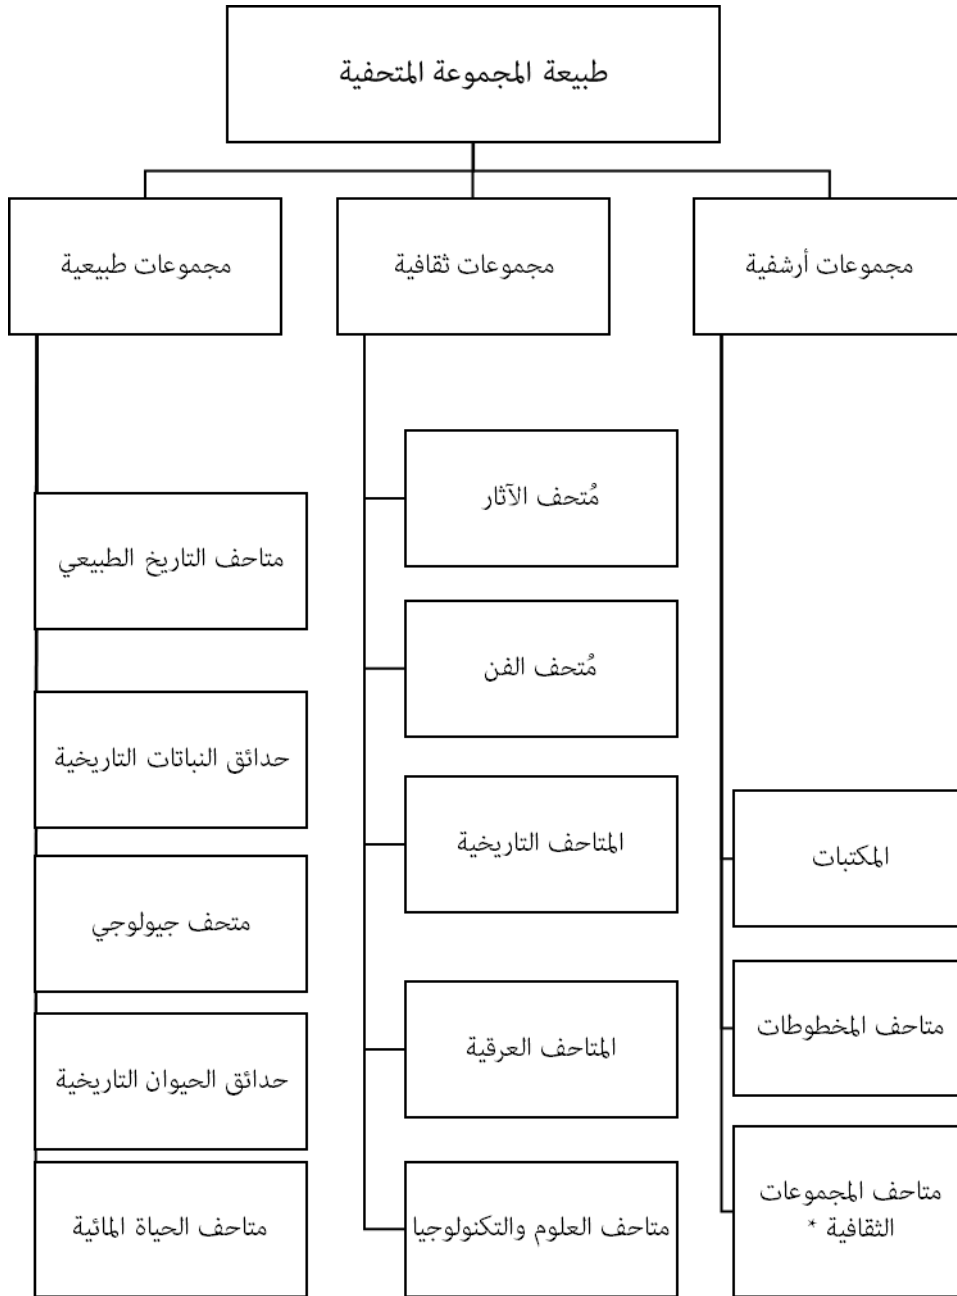 طبيعة المجموعة المتحفية
مجموعات أرشفية
مجموعات ثقافية
مجموعات طبيعية
المكتبات
متاحف المخطوطات
متاحف المجموعات
الثقافية *
مُتحف الآثار
مُتحف الفن
المتاحف التاريخية
المتاحف العرقية
متاحف العلوم والتكنولوجيا
متاحف التاريخ الطبيعي
حدائق النباتات التاريخية
متحف جيولوجي
حدائق الحيوان التاريخية
متاحف الحياة المائية